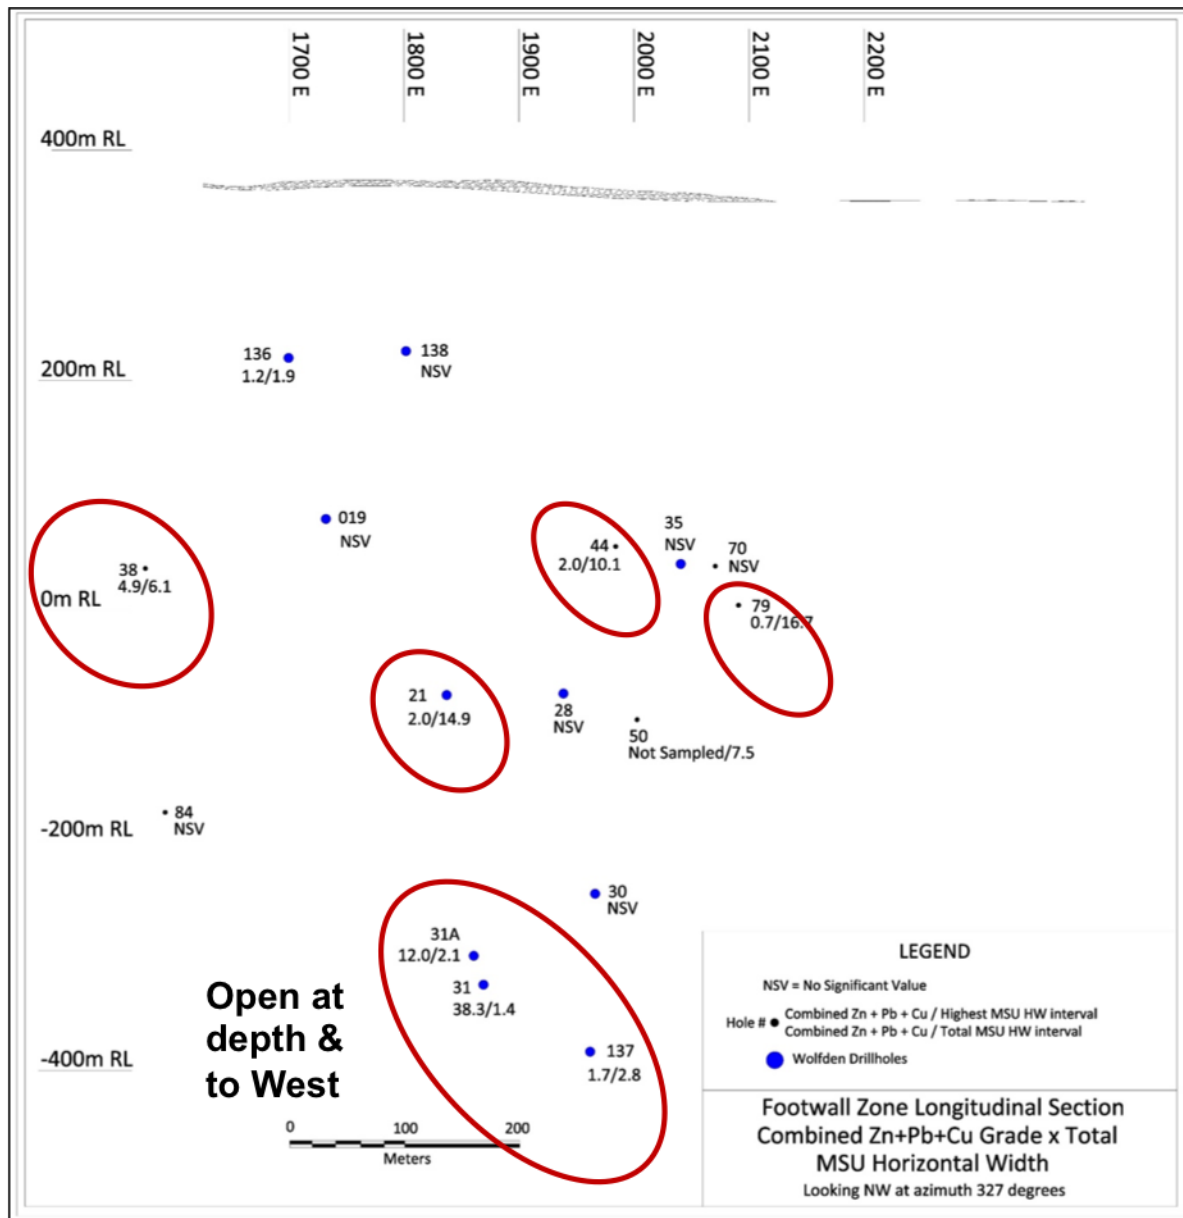 1700 E
1800 E
1900 E
2000 E
2100 E
2200 E
400m RL
200m RL
136
1.2/1.9
138
NSV
019
NSV
38
4.9/6.1
0m RL
44
2.0/10.1
35
NSV
70
NSV
79
0.7/16.7
21
2.0/14.9
28
NSV
50
Not Sampled/7.5
84
NSV
-200m RL
30
NSV
31A
12.0/2.1
31
38.3/1.4
137
1.7/2.8
Open at
depth &
to West
-400m RL
0 100 200
Meters
LEGEND
NSV = No Significant Value
Hole #
Combined Zn + Pb + Cu / Highest MSU HW interval
Combined Zn + Pb + Cu / Total MSU HW interval
Wolfden Drillholes
Footwall Zone Longitudinal Section
Combined Zn+Pb+Cu Grade x Total
MSU Horizontal Width
Looking NW at azimuth 327 degrees